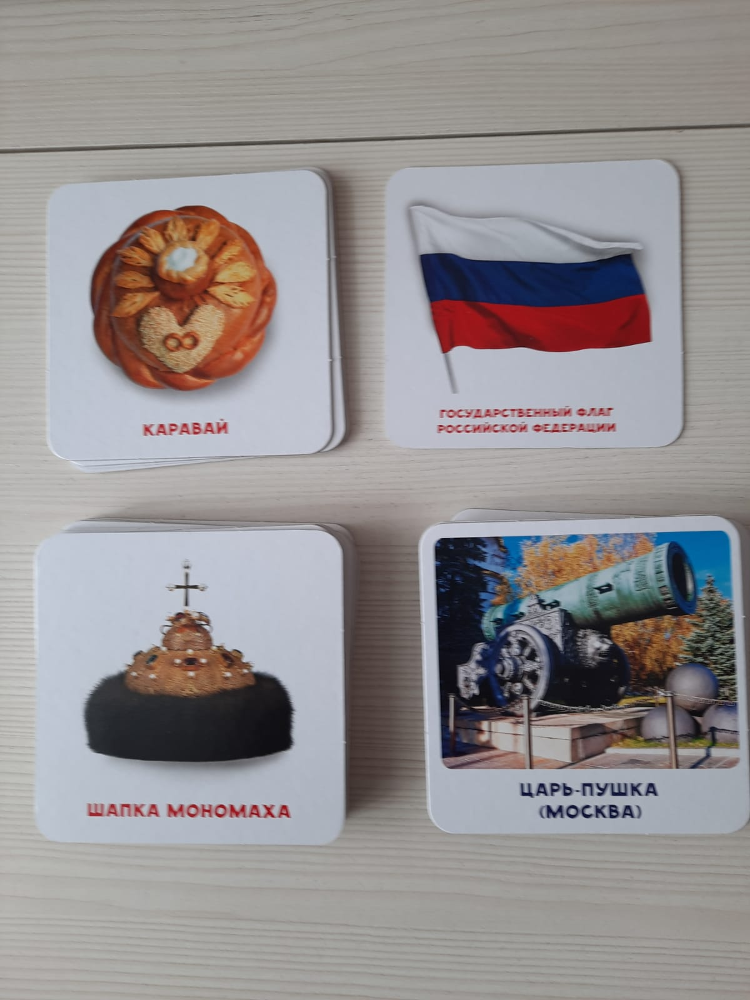 КАРАВАЙ
ГОСУДАРСТВЕННЫЙ ФЛАГ
РОССИЙСКОЙ ФЕДЕРАЦИИ
ШАПКА МОНОМАХА
ЦАРЬ-ПУШКА
(МОСКВА)